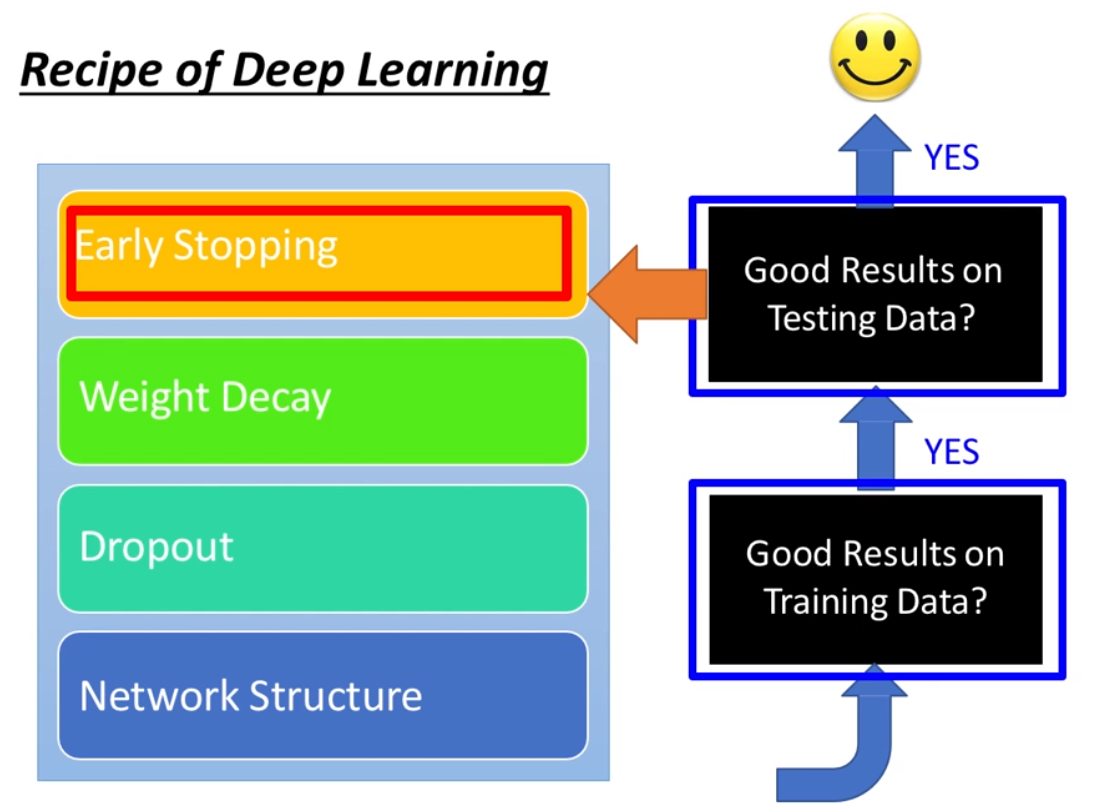 Recipe of Deep Learning
YES
Early Stopping
Good Results on
Testing Data?
Weight Decay
YES
Dropout
Good Results on
Training Data?
Network Structure